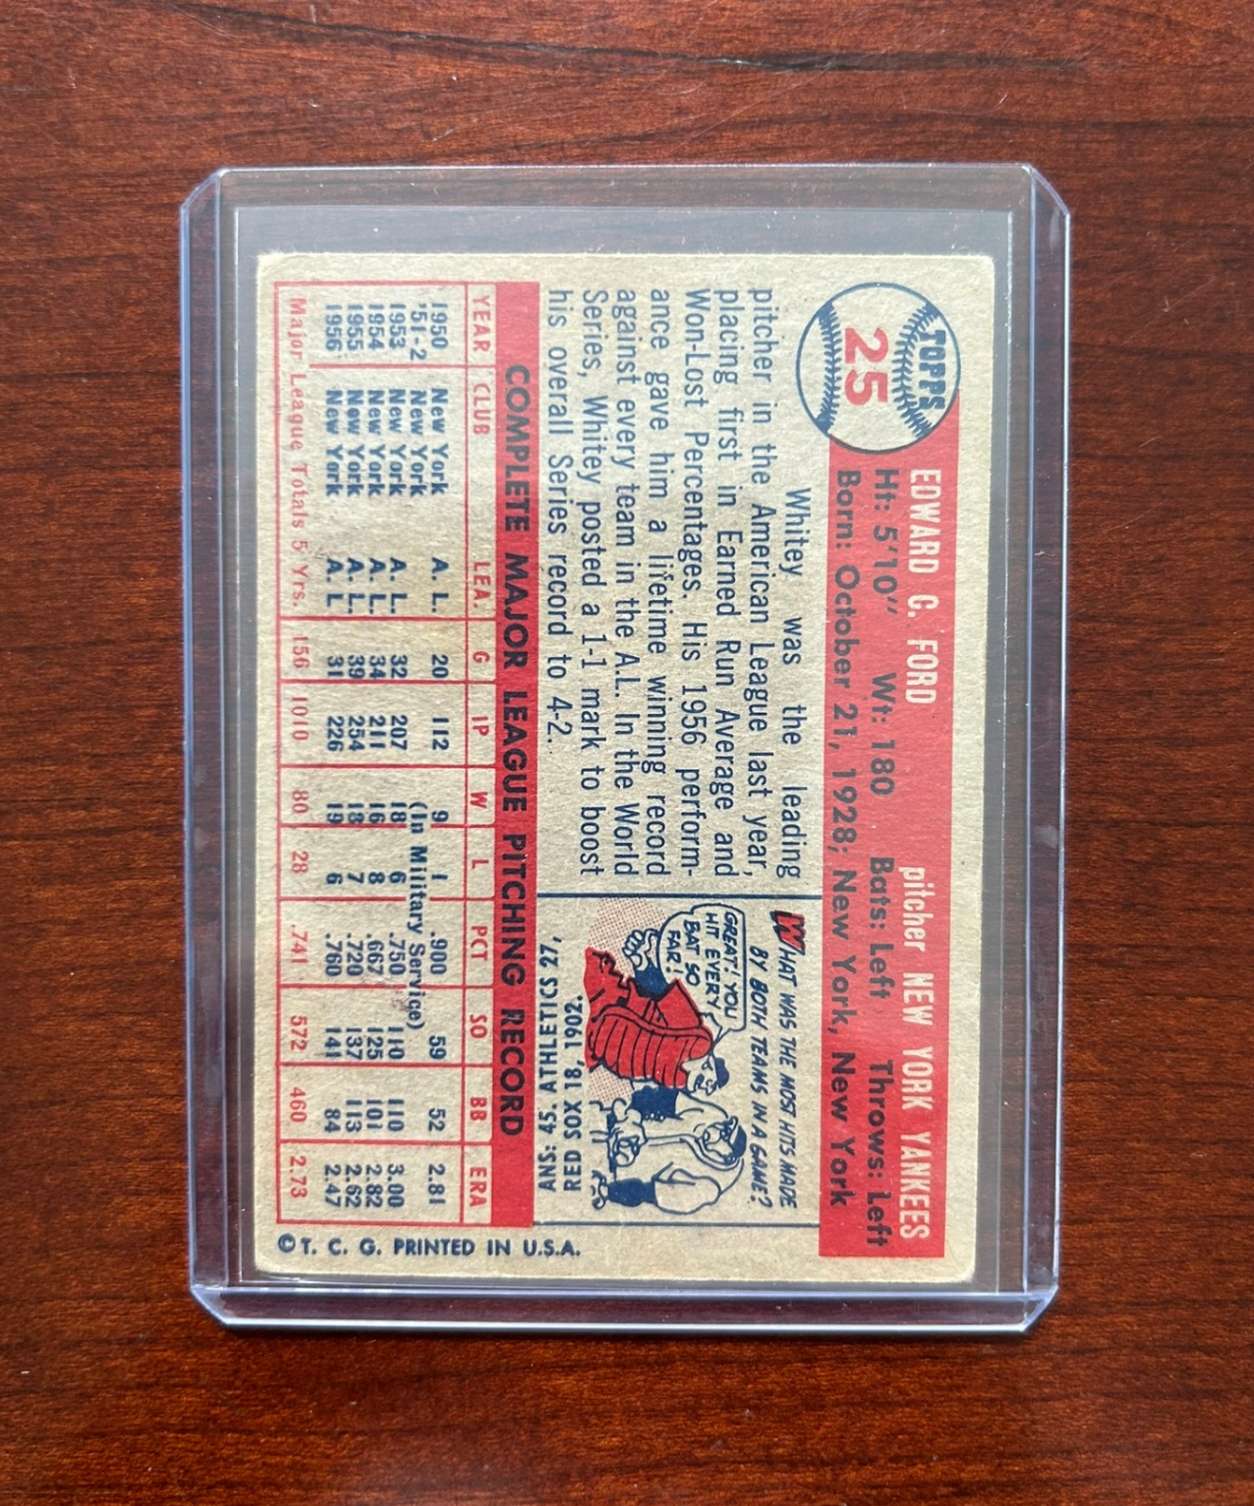 TOPPS
25
EDWARD C. FORD pitcher NEW YORK YANKEES
Ht: 5'10" Wt: 180 Bats: Left Throws: Left
Born: October 21, 1928; New York, New York
Whitey was the leading
pitcher in the American League last year,
placing first in Earned Run Average and
Won-Lost Percentages. His 1956 perform-
ance gave him a lifetime winning record
against every team in the A.L. In the World
Series, Whitey posted a 1-1 mark to boost
his overall Series record to 4-2.
WHAT WAS THE MOST HITS MADE
BY BOTH TEAMS IN A GAME?
GREAT! YOU
HIT EVERY
BAT SO
FAR!
ANS: 45. ATHLETICS 27,
RED SOX 18, 1902.
COMPLETE MAJOR LEAGUE PITCHING RECORD
YEAR CLUB LEA. G IP W L PCT SO BB ERA
1950 New York A. L. 20 112 9 1 .900 59 52 2.81
'51-2 New York (In Military Service)
1953 New York A. L. 32 207 18 6 .750 110 110 3.00
1954 New York A. L. 34 211 16 8 .667 125 101 2.82
1955 New York A. L. 39 254 18 7 .720 137 113 2.62
1956 New York A. L 31 226 19 6 .760 141 84 2.47
Major League Totals 5 Yrs. 156 1010 80 28 .741 572 460 2.73
©T. C. G. PRINTED IN U.S.A.